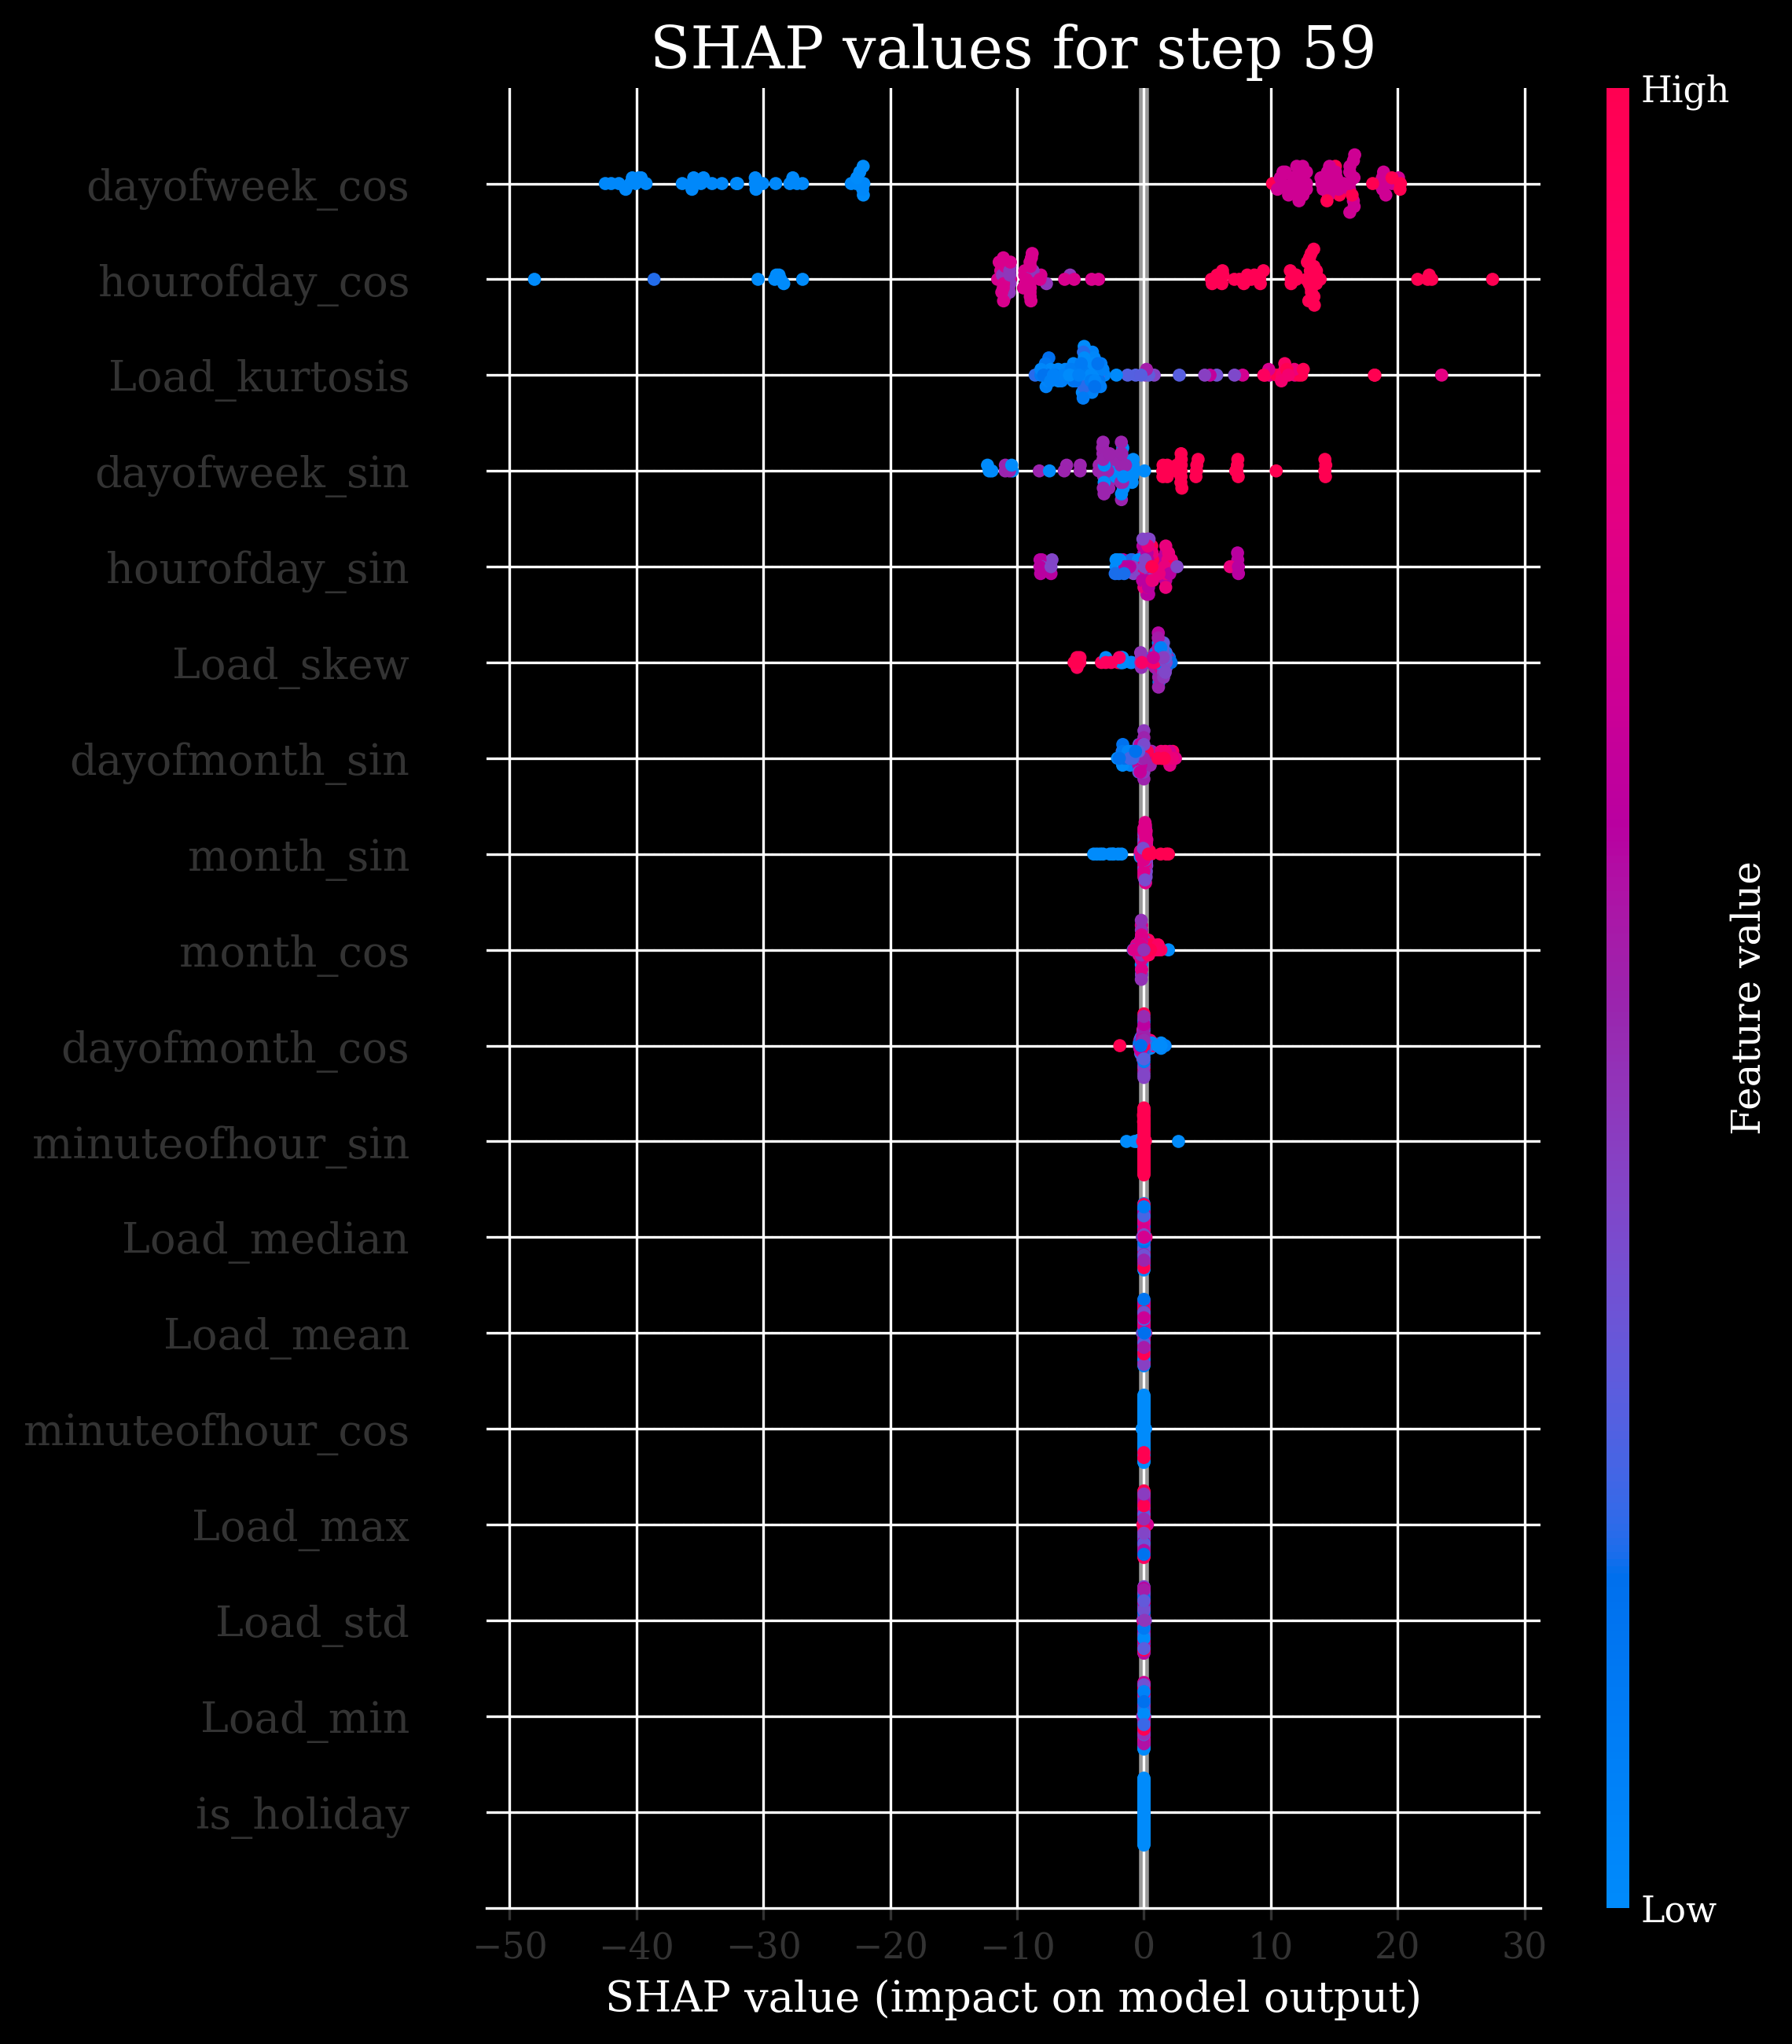 SHAP values for step 59
High
dayofweek_cos
hourofday_cos
Load_kurtosis
dayofweek_sin
hourofday_sin
Load_skew
dayofmonth_sin
month_sin
month_cos
dayofmonth_cos
minuteofhour_sin
Load_median
Load_mean
minuteofhour_cos
Load_max
Load_std
Load_min
is_holiday
Feature value
Low
−50 −40 −30 −20 −10 0 10 20 30
SHAP value (impact on model output)